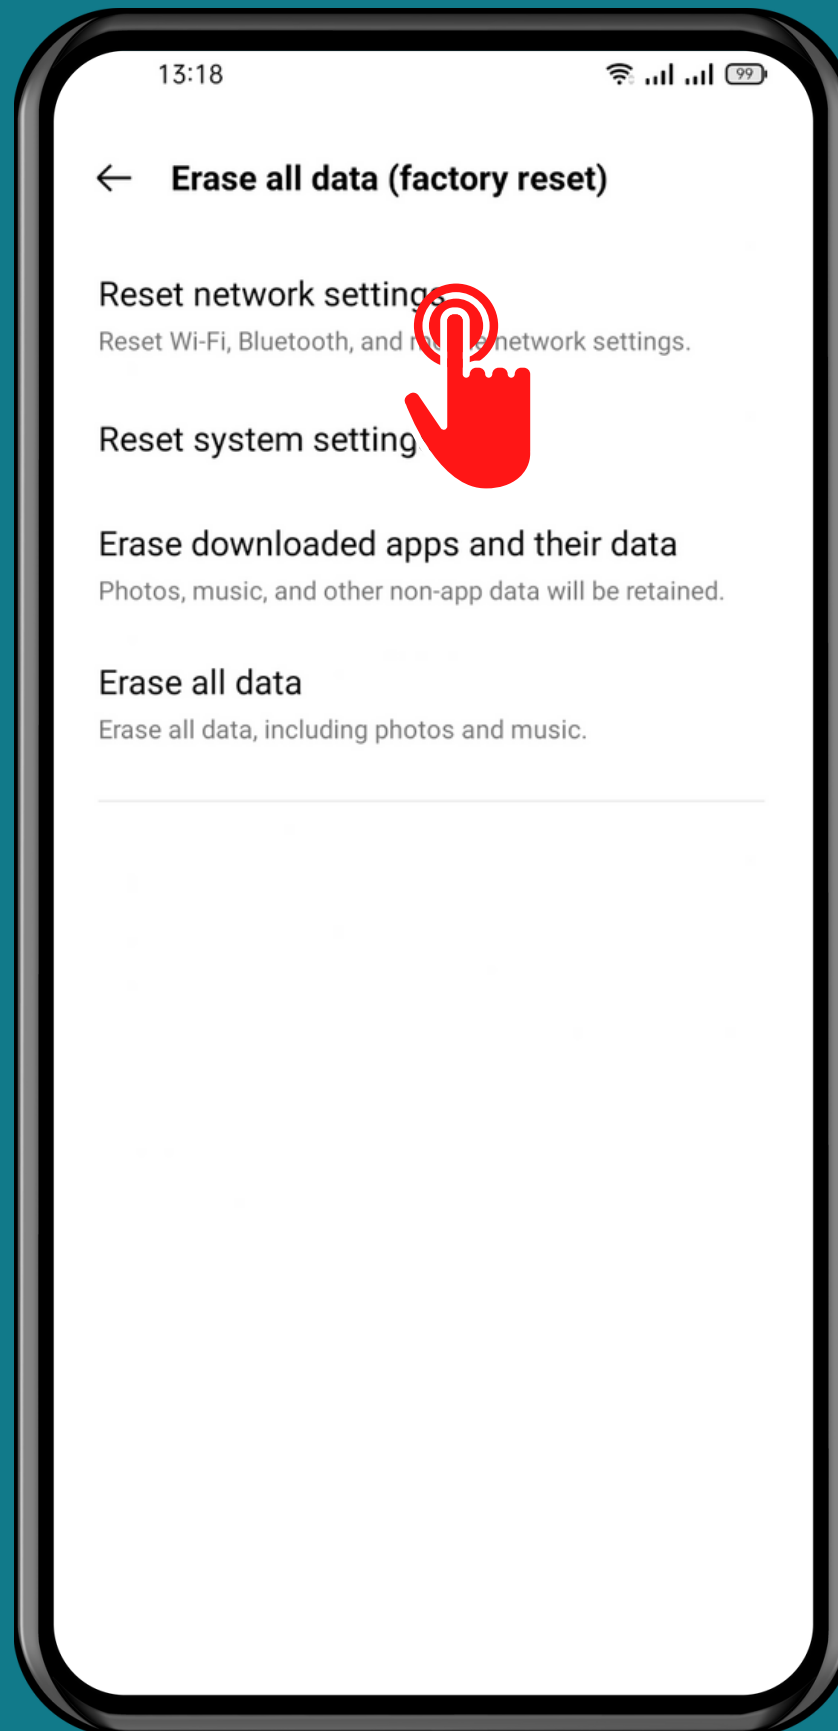 13:18
99
Erase all data (factory reset)
Reset network settings
Reset Wi-Fi, Bluetooth, and network settings.
Reset system setting
Erase downloaded apps and their data
Photos, music, and other non-app data will be retained.
Erase all data
Erase all data, including photos and music.